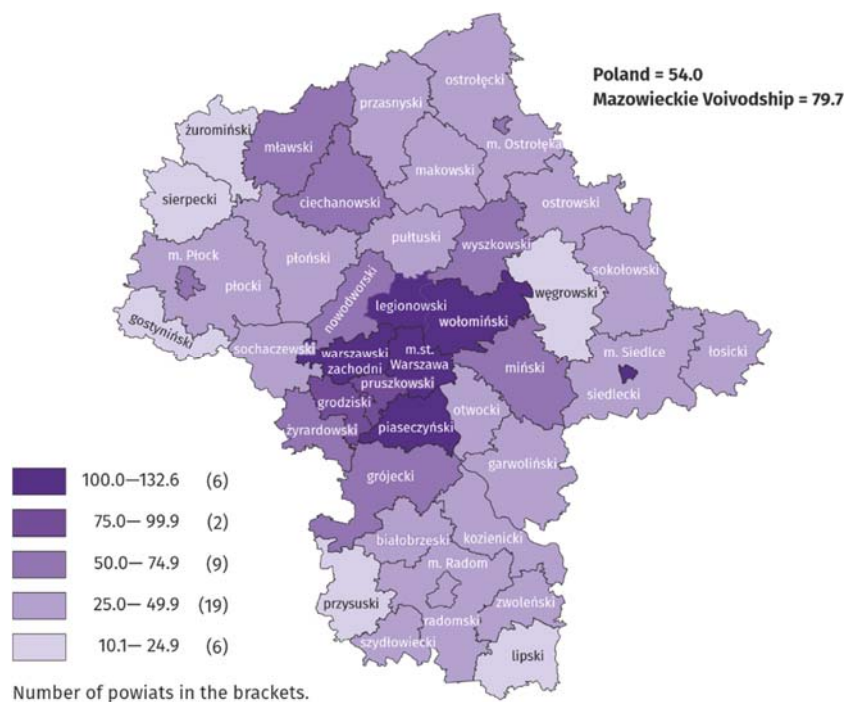 Poland = 54.0
Mazowieckie Voivodship = 79.7
ostrołęcki
przasnyski
żuromiński
mławski
m. Ostrołęka
makowski
sierpecki
ciechanowski
ostrowski
pułtuski
wyszkowski
m. Płock
płoński
sokołowski
płocki
nowodworski
węgrowski
legionowski
wołomiński
gostyniński
sochaczewski
warszawski
zachodni
m.st.
Warszawa
m. Siedlce
łosicki
pruszkowski
miński
siedlecki
grodziski
otwocki
żyrardowski
piaseczyński
garwoliński
grójecki
100.0—132.6 (6)
75.0— 99.9 (2)
50.0— 74.9 (9)
25.0— 49.9 (19)
10.1— 24.9 (6)
białobrzeski
kozienicki
m. Radom
przysuski
zwoleński
radomski
szydłowiecki
lipski
Number of powiats in the brackets.